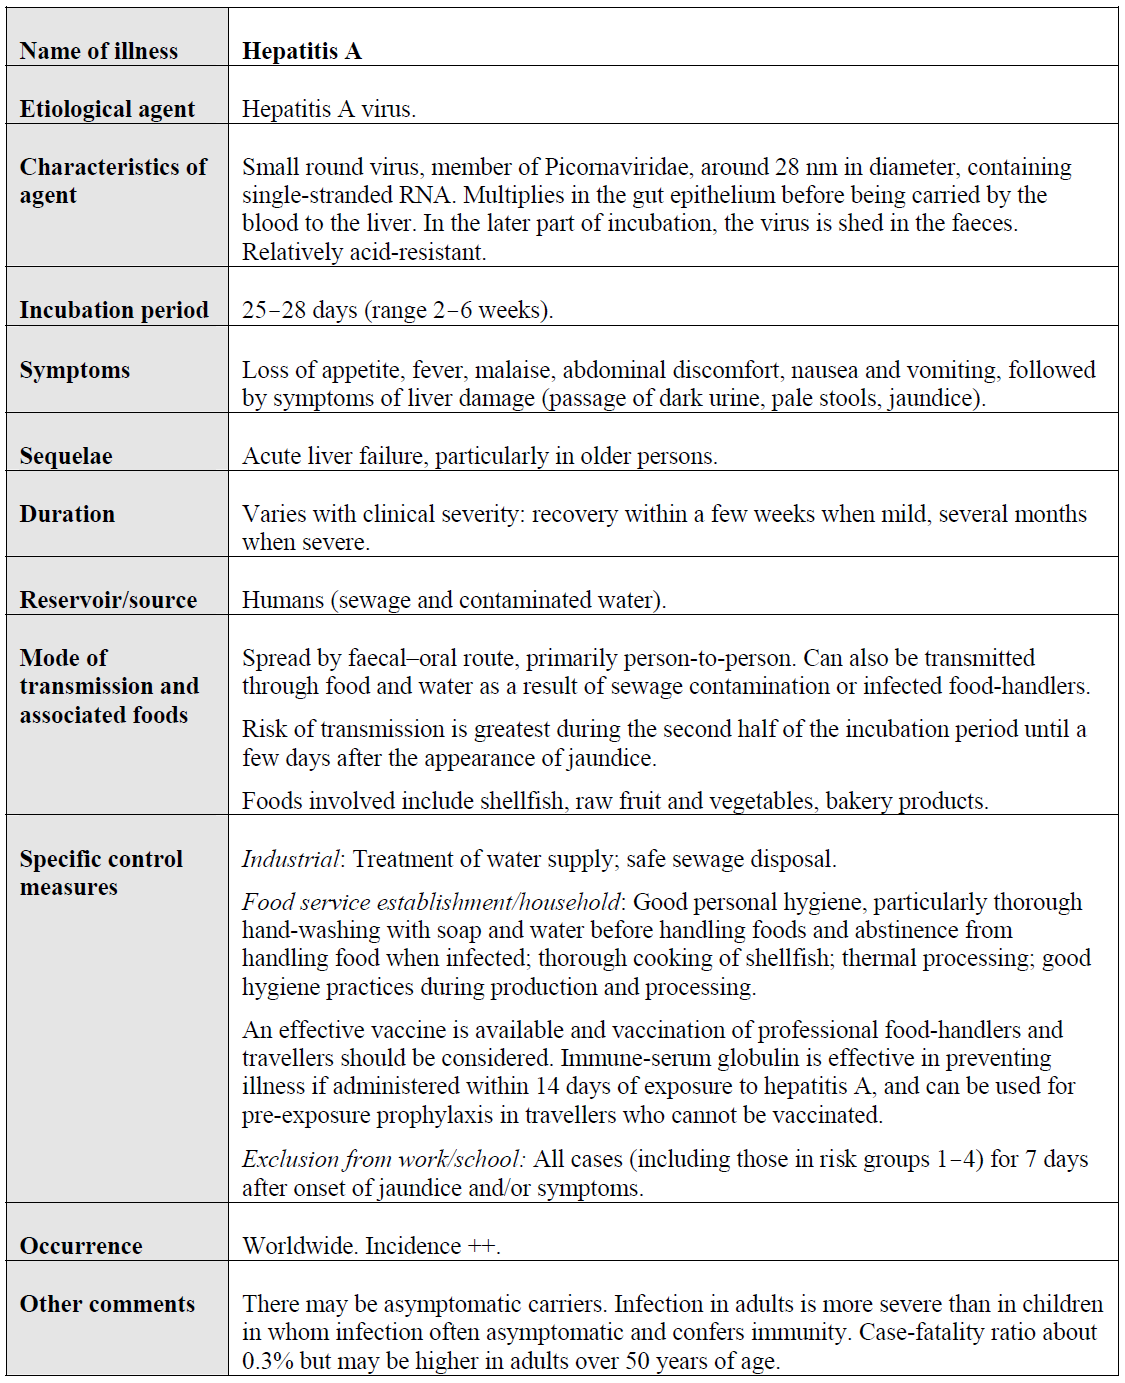 Name of illness
Hepatitis A
Etiological agent
Hepatitis A virus.
Characteristics of
agent
Small round virus, member of Picornaviridae, around 28 nm in diameter, containing
single-stranded RNA. Multiplies in the gut epithelium before being carried by the
blood to the liver. In the later part of incubation, the virus is shed in the faeces.
Relatively acid-resistant.
Incubation period
25–28 days (range 2–6 weeks).
Symptoms
Loss of appetite, fever, malaise, abdominal discomfort, nausea and vomiting, followed
by symptoms of liver damage (passage of dark urine, pale stools, jaundice).
Sequelae
Acute liver failure, particularly in older persons.
Duration
Varies with clinical severity: recovery within a few weeks when mild, several months
when severe.
Reservoir/source
Humans (sewage and contaminated water).
Mode of
transmission and
associated foods
Spread by faecal–oral route, primarily person-to-person. Can also be transmitted
through food and water as a result of sewage contamination or infected food-handlers.
Risk of transmission is greatest during the second half of the incubation period until a
few days after the appearance of jaundice.
Foods involved include shellfish, raw fruit and vegetables, bakery products.
Specific control
measures
Industrial: Treatment of water supply; safe sewage disposal.
Food service establishment/household: Good personal hygiene, particularly thorough
hand-washing with soap and water before handling foods and abstinence from
handling food when infected; thorough cooking of shellfish; thermal processing; good
hygiene practices during production and processing.
An effective vaccine is available and vaccination of professional food-handlers and
travellers should be considered. Immune-serum globulin is effective in preventing
illness if administered within 14 days of exposure to hepatitis A, and can be used for
pre-exposure prophylaxis in travellers who cannot be vaccinated.
Exclusion from work/school: All cases (including those in risk groups 1–4) for 7 days
after onset of jaundice and/or symptoms.
Occurrence
Worldwide. Incidence ++.
Other comments
There may be asymptomatic carriers. Infection in adults is more severe than in children
in whom infection often asymptomatic and confers immunity. Case-fatality ratio about
0.3% but may be higher in adults over 50 years of age.